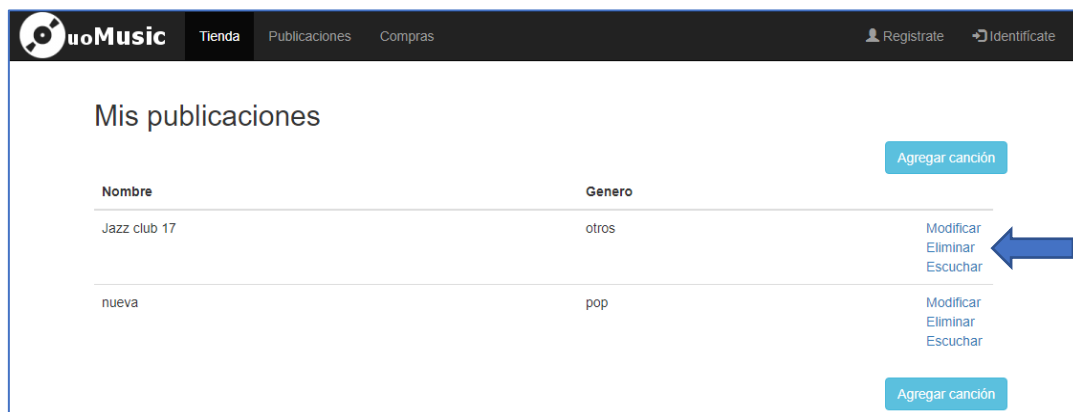 uoMusic Tienda Publicaciones Compras Registrate Identifícate
Mis publicaciones
Agregar canción
Nombre Genero
Jazz club 17 otros Modificar
Eliminar
Escuchar
nueva pop Modificar
Eliminar
Escuchar
Agregar canción